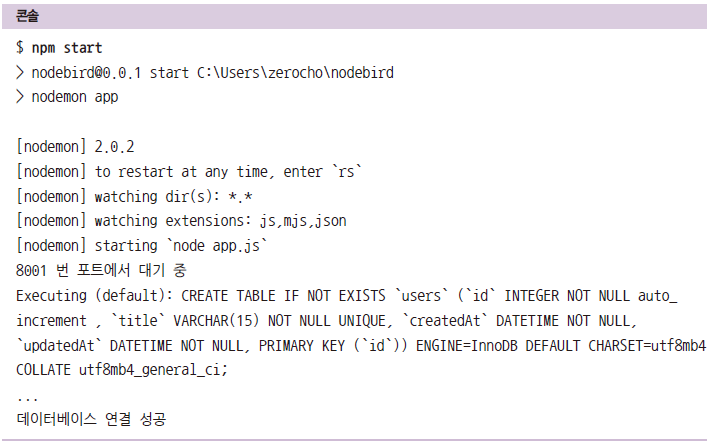 콘솔
$ npm start
> nodebird@0.0.1 start C:\Users\zerocho\nodebird
> nodemon app
[nodemon] 2.0.2
[nodemon] to restart at any time, enter `rs`
[nodemon] watching dir(s): *.*
[nodemon] watching extensions: js,mjs,json
[nodemon] starting `node app.js`
8001 번 포트에서 대기 중
Executing (default): CREATE TABLE IF NOT EXISTS `users` (`id` INTEGER NOT NULL auto_
increment , `title` VARCHAR(15) NOT NULL UNIQUE, `createdAt` DATETIME NOT NULL,
`updatedAt` DATETIME NOT NULL, PRIMARY KEY (`id`)) ENGINE=InnoDB DEFAULT CHARSET=utf8mb4
COLLATE utf8mb4_general_ci;
...
데이터베이스 연결 성공